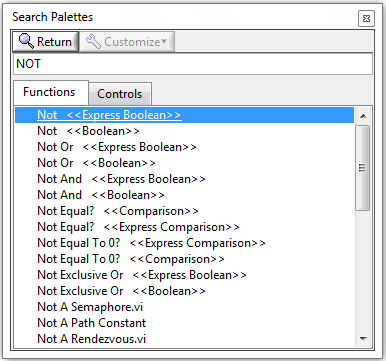 Search Palettes
Return Customize
NOT
Functions Controls
Not <<Express Boolean>>
Not <<Boolean>>
Not Or <<Express Boolean>>
Not Or <<Boolean>>
Not And <<Express Boolean>>
Not And <<Boolean>>
Not Equal? <<Comparison>>
Not Equal? <<Express Comparison>>
Not Equal To 0? <<Express Comparison>>
Not Equal To 0? <<Comparison>>
Not Exclusive Or <<Express Boolean>>
Not Exclusive Or <<Boolean>>
Not A Semaphore.vi
Not A Path Constant
Not A Rendezvous.vi